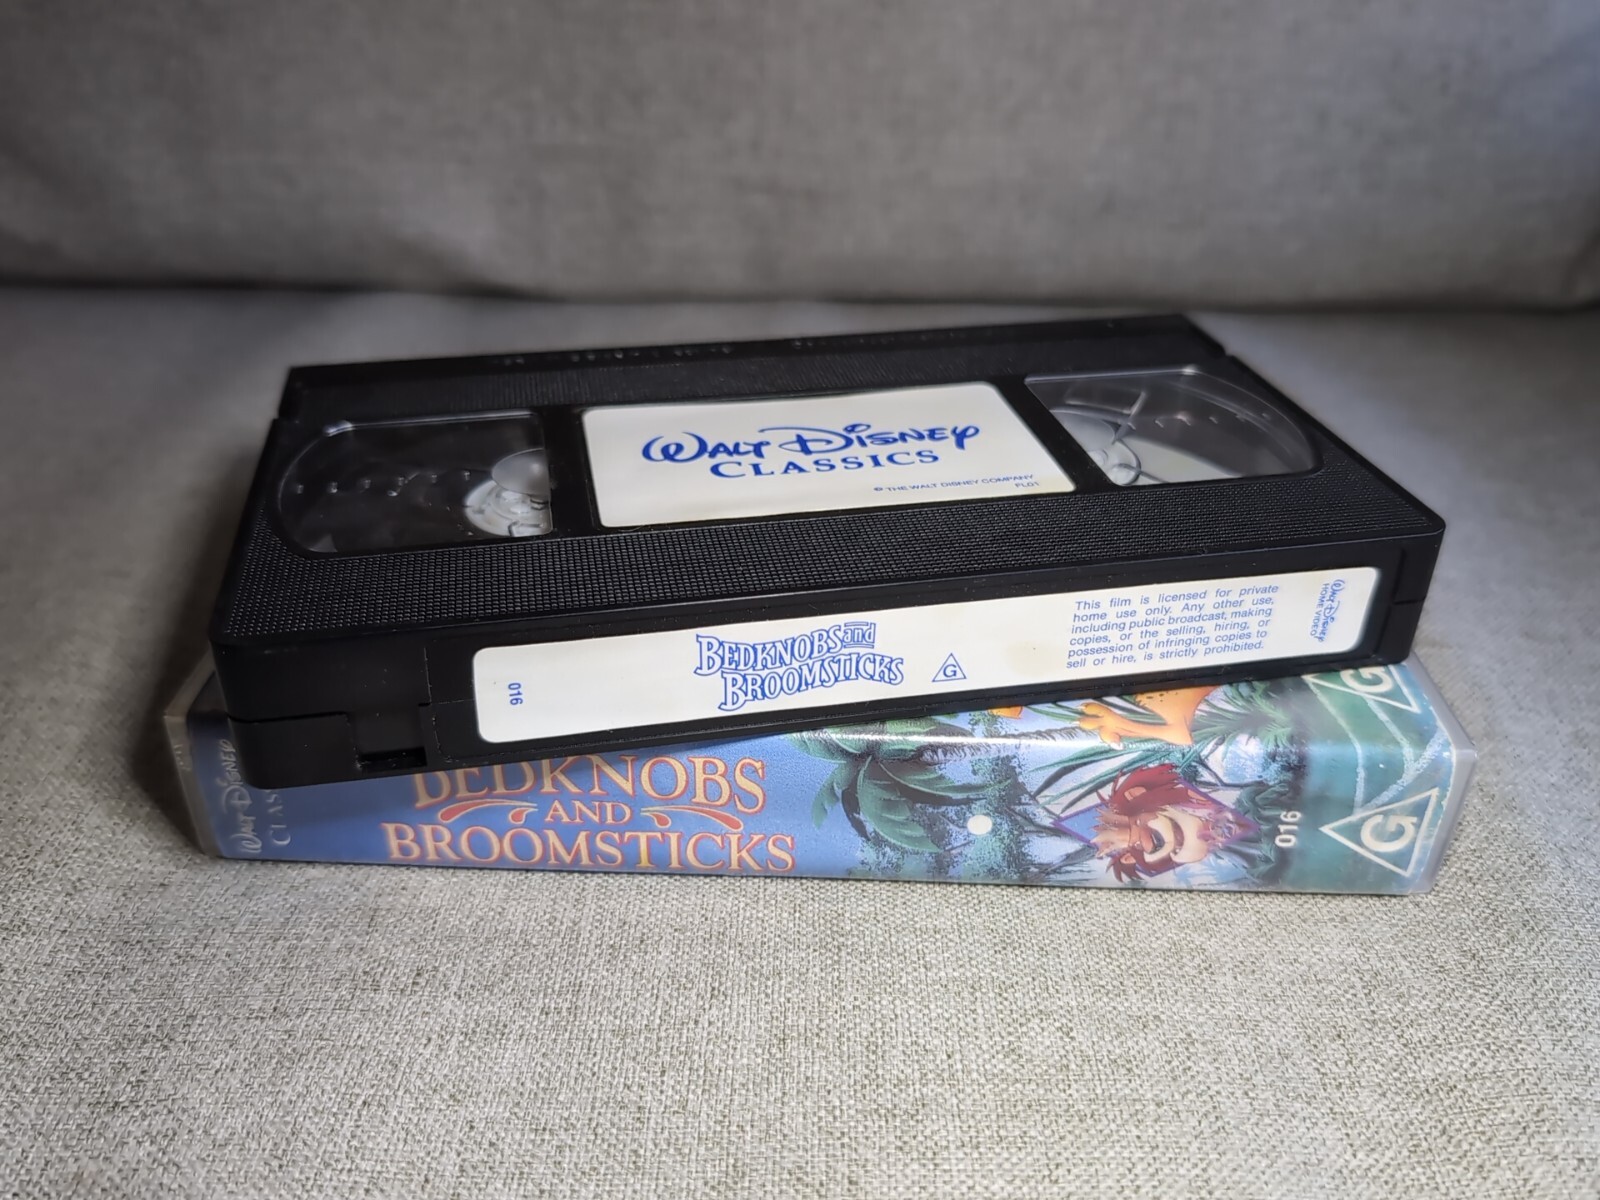 WALT DISNEY
CLASSICS
© THE WALT DISNEY COMPANY
FL01
016
BEDKNOBS and
BROOMSTICKS
G
This film is licensed for private
home use only. Any other use,
including public broadcast, making
copies, or the selling, hiring, or
possession of infringing copies to
sell or hire, is strictly prohibited.
WALT DISNEY
HOME VIDEO
WALT DISNEY
BEDKNOBS
AND
BROOMSTICKS
016
G
G